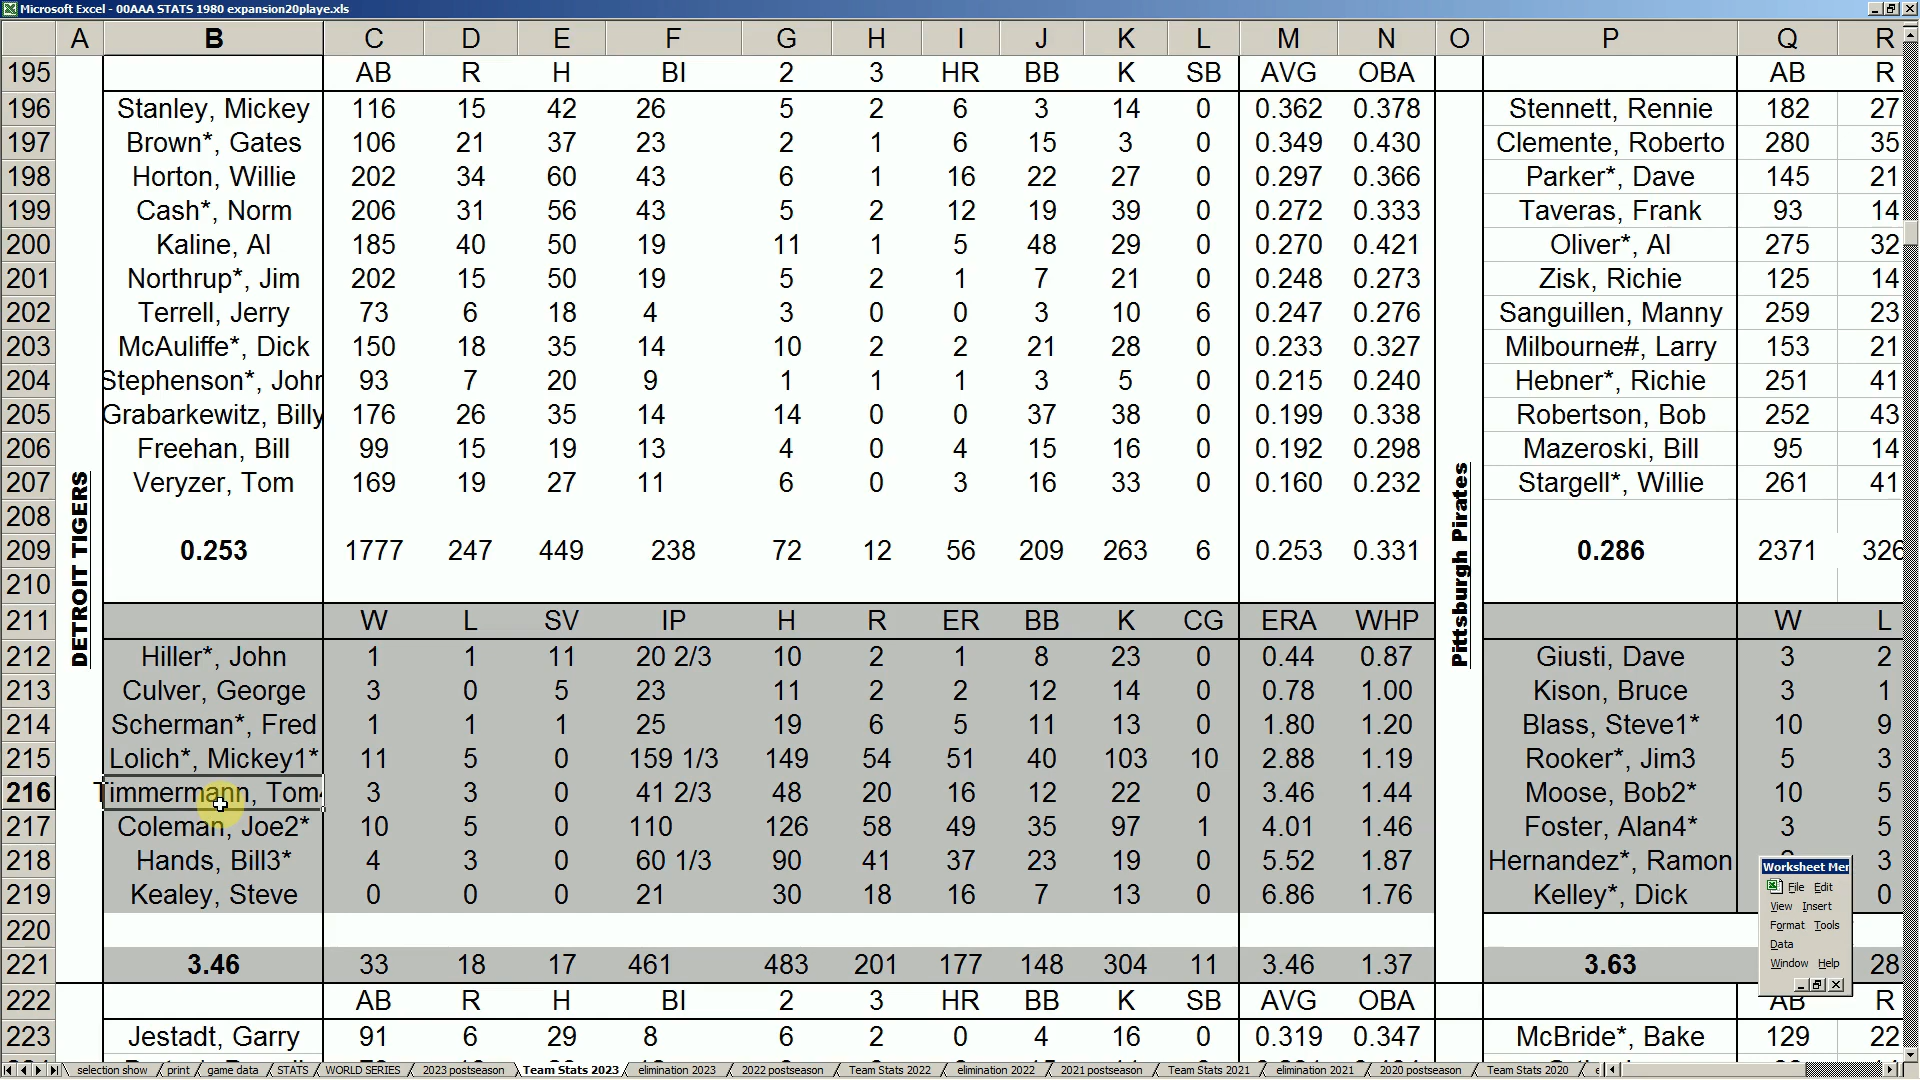 Microsoft Excel - 00AAA STATS 1980 expansion20playe.xls
A B C D E F G H I J K L M N O P Q R
195 AB R H BI 2 3 HR BB K SB AVG OBA AB R
196 Stanley, Mickey 116 15 42 26 5 2 6 3 14 0 0.362 0.378 Stennett, Rennie 182 27
197 Brown*, Gates 106 21 37 23 2 1 6 15 3 0 0.349 0.430 Clemente, Roberto 280 35
198 Horton, Willie 202 34 60 43 6 1 16 22 27 0 0.297 0.366 Parker*, Dave 145 21
199 Cash*, Norm 206 31 56 43 5 2 12 19 39 0 0.272 0.333 Taveras, Frank 93 14
200 Kaline, Al 185 40 50 19 11 1 5 48 29 0 0.270 0.421 Oliver*, Al 275 32
201 Northrup*, Jim 202 15 50 19 5 2 1 7 21 0 0.248 0.273 Zisk, Richie 125 14
202 Terrell, Jerry 73 6 18 4 3 0 0 3 10 6 0.247 0.276 Sanguillen, Manny 259 23
203 McAuliffe*, Dick 150 18 35 14 10 2 2 21 28 0 0.233 0.327 Milbourne#, Larry 153 21
204 Stephenson*, John 93 7 20 9 1 1 1 3 5 0 0.215 0.240 Hebner*, Richie 251 41
205 Grabarkewitz, Billy 176 26 35 14 14 0 0 37 38 0 0.199 0.338 Robertson, Bob 252 43
206 Freehan, Bill 99 15 19 13 4 0 4 15 16 0 0.192 0.298 Mazeroski, Bill 95 14
207 Veryzer, Tom 169 19 27 11 6 0 3 16 33 0 0.160 0.232 Stargell*, Willie 261 41
208
209 0.253 1777 247 449 238 72 12 56 209 263 6 0.253 0.331 0.286 2371 326
210
DETROIT TIGERS
Pittsburgh Pirates
211 W L SV IP H R ER BB K CG ERA WHP W L
212 Hiller*, John 1 1 11 20 2/3 10 2 1 8 23 0 0.44 0.87 Giusti, Dave 3 2
213 Culver, George 3 0 5 23 11 2 2 12 14 0 0.78 1.00 Kison, Bruce 3 1
214 Scherman*, Fred 1 1 1 25 19 6 5 11 13 0 1.80 1.20 Blass, Steve1* 10 9
215 Lolich*, Mickey1* 11 5 0 159 1/3 149 54 51 40 103 10 2.88 1.19 Rooker*, Jim3 5 3
216 Timmermann, Tom 3 3 0 41 2/3 48 20 16 12 22 0 3.46 1.44 Moose, Bob2* 10 5
217 Coleman, Joe2* 10 5 0 110 126 58 49 35 97 1 4.01 1.46 Foster, Alan4* 3 5
218 Hands, Bill3* 4 3 0 60 1/3 90 41 37 23 19 0 5.52 1.87 Hernandez*, Ramon 3
219 Kealey, Steve 0 0 0 21 30 18 16 7 13 0 6.86 1.76 Kelley*, Dick 0
220
221 3.46 33 18 17 461 483 201 177 148 304 11 3.46 1.37 3.63 28
222 AB R H BI 2 3 HR BB K SB AVG OBA AB R
223 Jestadt, Garry 91 6 29 8 6 2 0 4 16 0 0.319 0.347 McBride*, Bake 129 22
Worksheet Mer
File Edit
View Insert
Format Tools
Data
Window Help
selection show print game data STATS WORLD SERIES 2023 postseason Team Stats 2023 elimination 2023 2022 postseason Team Stats 2022 elimination 2022 2021 postseason Team Stats 2021 elimination 2021 2020 postseason Team Stats 2020